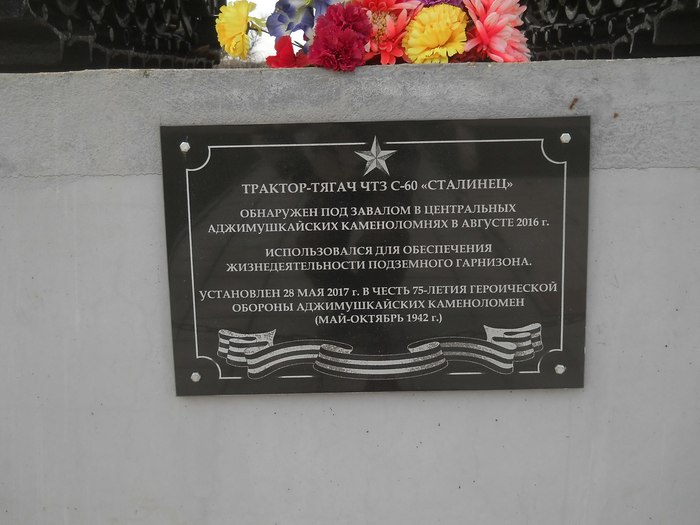 ТРАКТОР-ТЯГАЧ ЧТЗ С-60 «СТАЛИНЕЦ»
ОБНАРУЖЕН ПОД ЗАВАЛОМ В ЦЕНТРАЛЬНЫХ
АДЖИМУШКАЙСКИХ КАМЕНОЛОМНЯХ В АВГУСТЕ 2016 г.
ИСПОЛЬЗОВАЛСЯ ДЛЯ ОБЕСПЕЧЕНИЯ
ЖИЗНЕДЕЯТЕЛЬНОСТИ ПОДЗЕМНОГО ГАРНИЗОНА.
УСТАНОВЛЕН 28 МАЯ 2017 г. В ЧЕСТЬ 75-ЛЕТИЯ ГЕРОИЧЕСКОЙ
ОБОРОНЫ АДЖИМУШКАЙСКИХ КАМЕНОЛОМЕН
(МАЙ-ОКТЯБРЬ 1942 г.)